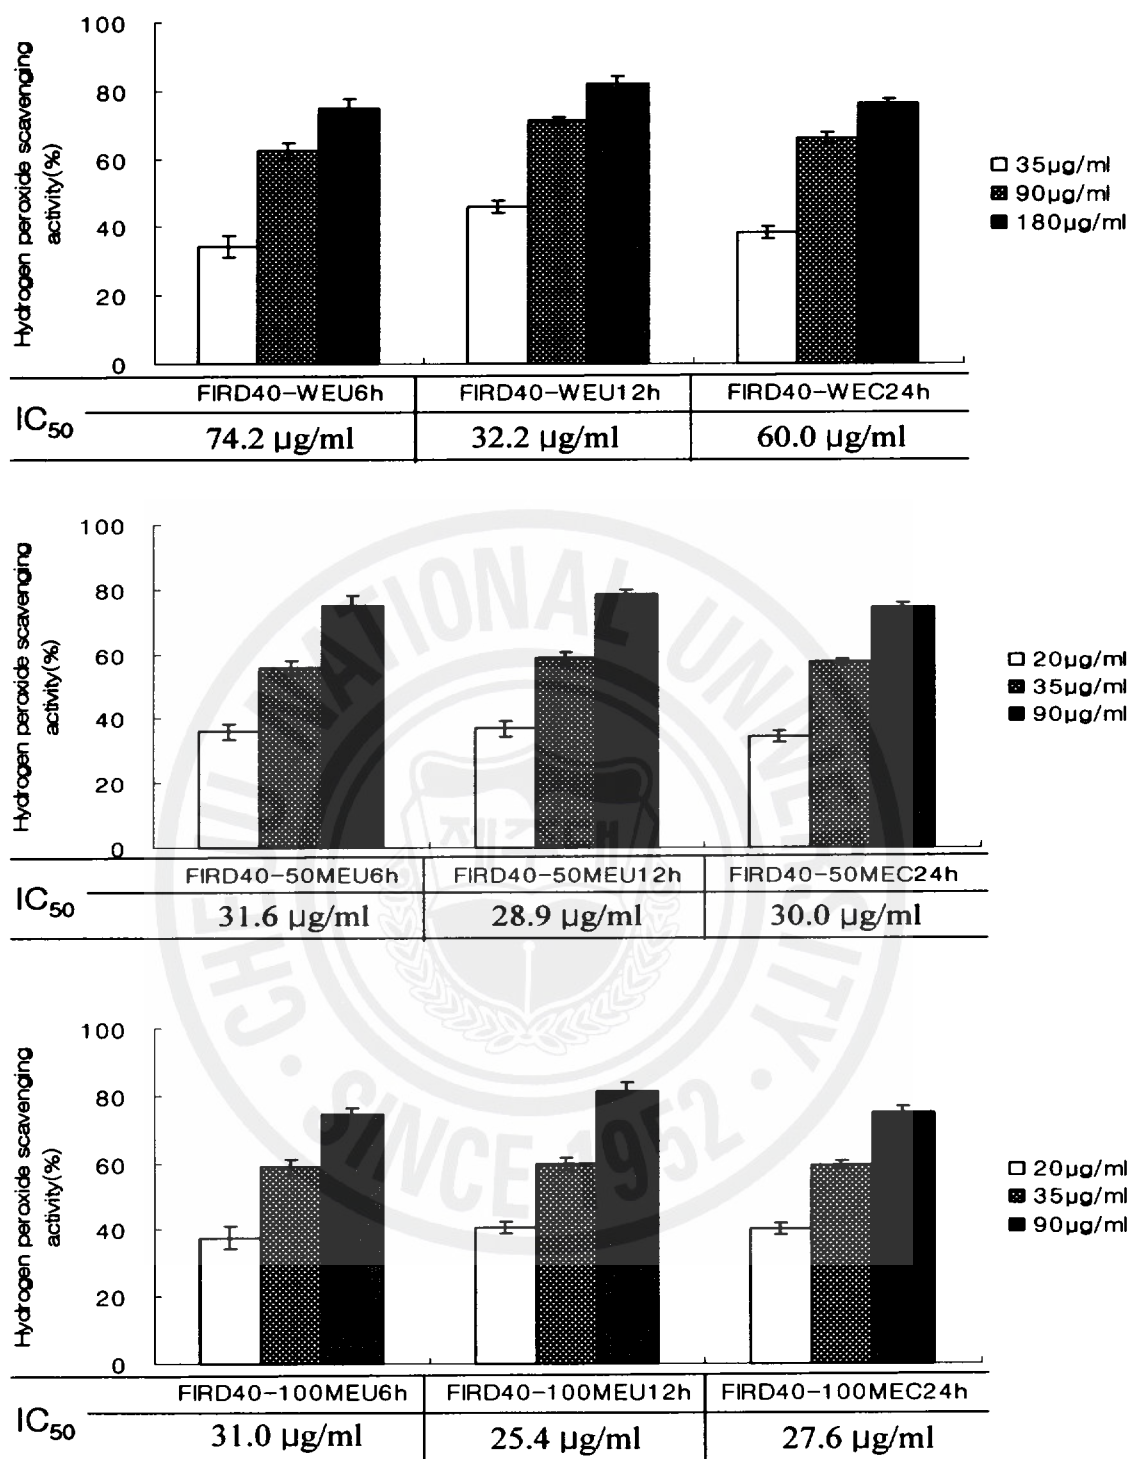 Hydrogen peroxide scavenging
activity(%)
100
80
60
40
20
0
35µg/ml
90µg/ml
180µg/ml
FIRD40-WEU6h FIRD40-WEU12h FIRD40-WEC24h
IC50
74.2 µg/ml 32.2 µg/ml 60.0 µg/ml
Hydrogen peroxide scavenging
activity(%)
100
80
60
40
20
0
20µg/ml
35µg/ml
90µg/ml
FIRD40-50MEU6h FIRD40-50MEU12h FIRD40-50MEC24h
IC50
31.6 µg/ml 28.9 µg/ml 30.0 µg/ml
Hydrogen peroxide scavenging
activity(%)
100
80
60
40
20
0
20µg/ml
35µg/ml
90µg/ml
FIRD40-100MEU6h FIRD40-100MEU12h FIRD40-100MEC24h
IC50
31.0 µg/ml 25.4 µg/ml 27.6 µg/ml
CHEJU NATIONAL UNIVERSITY
SINCE 1952